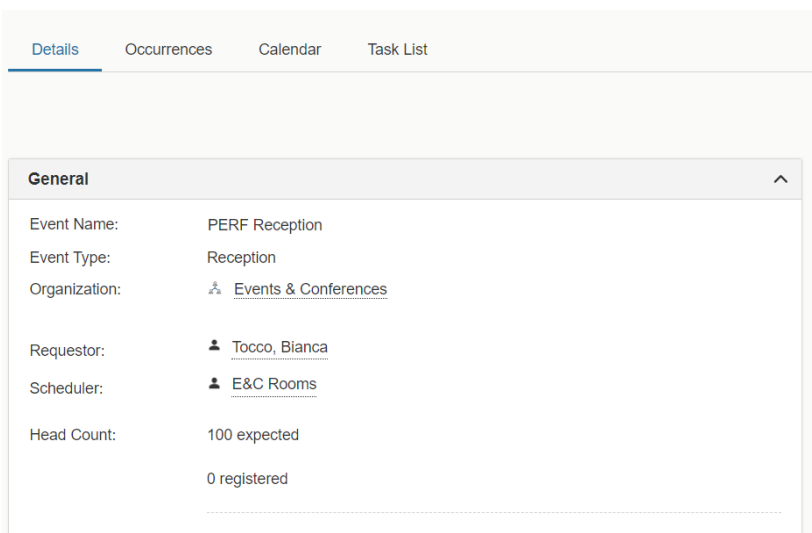 Details Occurrences Calendar Task List
General
Event Name: PERF Reception
Event Type: Reception
Organization: Events & Conferences
Requestor: Tocco, Bianca
Scheduler: E&C Rooms
Head Count: 100 expected
0 registered